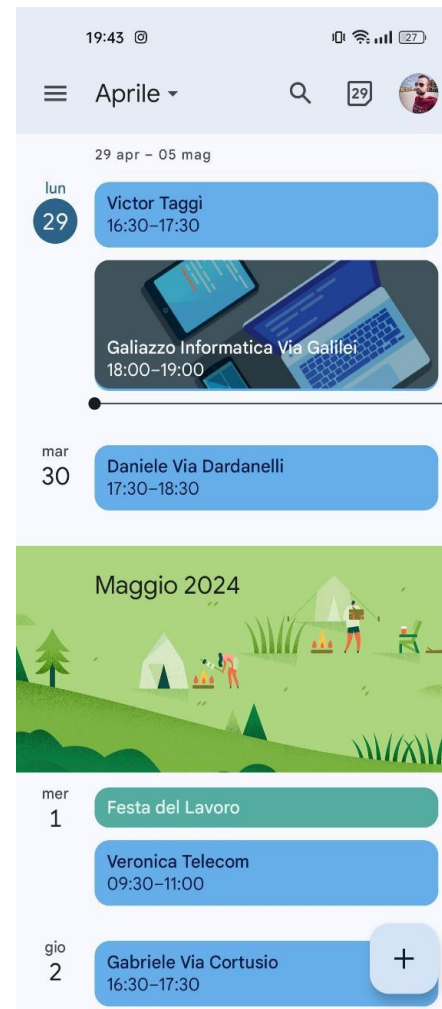 19:43
27
Aprile
29
29 apr – 05 mag
lun
29
Victor Taggì
16:30–17:30
Galiazzo Informatica Via Galilei
18:00–19:00
mar
30
Daniele Via Dardanelli
17:30–18:30
Maggio 2024
mer
1
Festa del Lavoro
Veronica Telecom
09:30–11:00
gio
2
Gabriele Via Cortusio
16:30–17:30